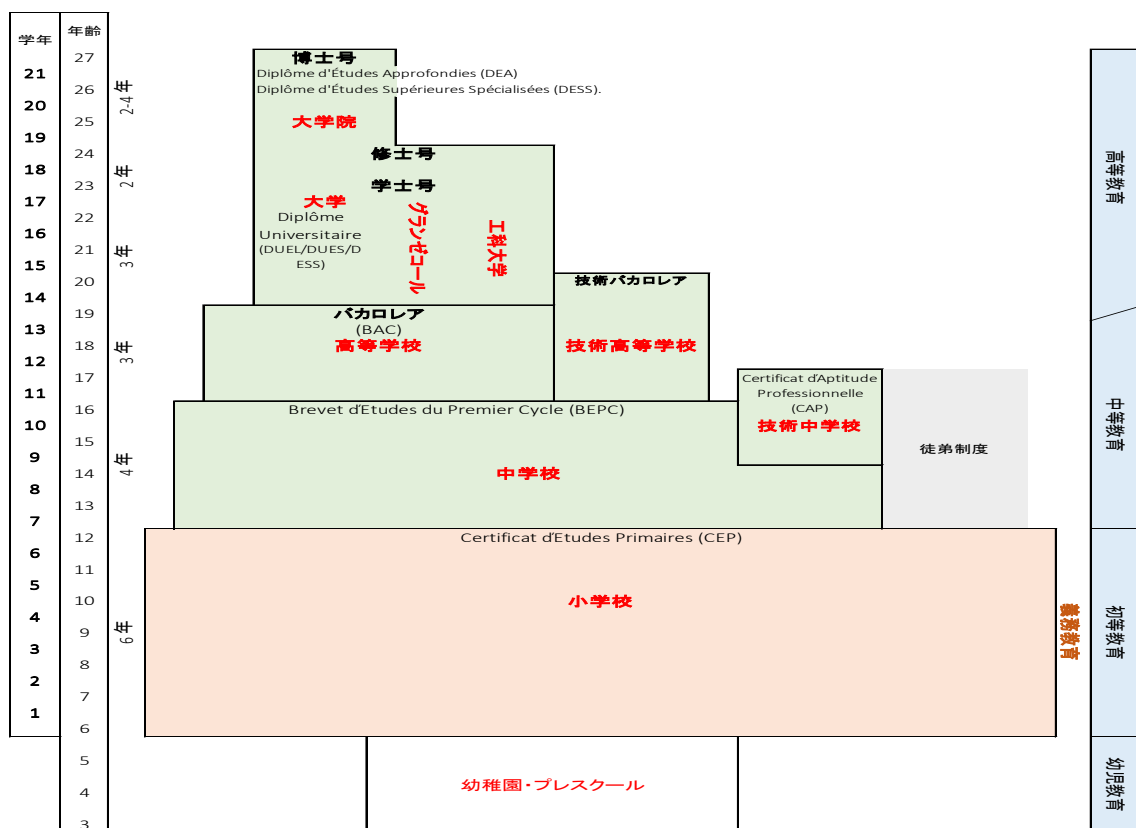 学年
年齢
27
21
26
20
25
19
24
18
23
17
22
16
21
15
20
14
19
13
18
12
17
11
16
10
15
9
14
8
13
7
12
6
11
5
10
4
9
3
8
2
7
1
6
5
4
3
2-4年
2年
3年
3年
4年
6年
博士号
Diplôme d'Études Approfondies (DEA)
Diplôme d'Études Supérieures Spécialisées (DESS).
大学院
修士号
学士号
大学
Diplôme
Universitaire
(DUEL/DUES/D
ESS)
グランゼコール
工科大学
技術バカロレア
バカロレア
(BAC)
高等学校
技術高等学校
Certificat d'Aptitude
Professionnelle
(CAP)
技術中学校
Brevet d'Etudes du Premier Cycle (BEPC)
中学校
徒弟制度
Certificat d'Etudes Primaires (CEP)
小学校
義務教育
幼稚園・プレスクール
高等教育
中等教育
初等教育
幼児教育